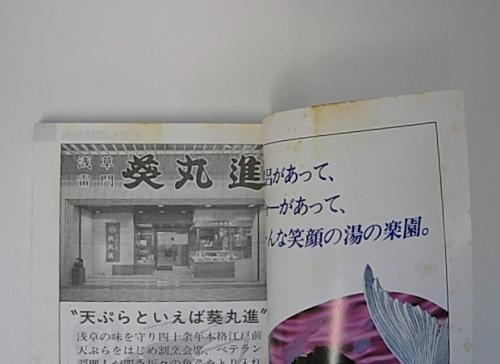 浅草
雷門
葵丸進
"天ぷらといえば葵丸進"
浅草の味を守り四十余年本格江戸前
天ぷらをはじめ割烹会席、ベテラン
呂があって、
ーがあって、
んな笑顔の湯の楽園。